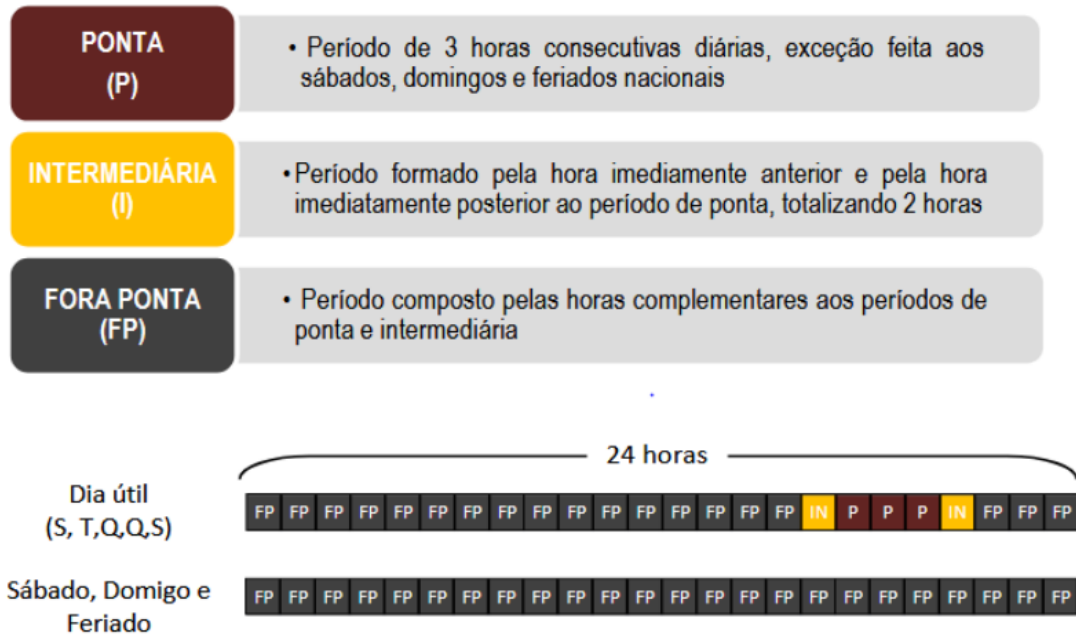 PONTA
(P)
• Período de 3 horas consecutivas diárias, exceção feita aos
sábados, domingos e feriados nacionais
INTERMEDIÁRIA
(I)
• Período formado pela hora imediamente anterior e pela hora
imediatamente posterior ao período de ponta, totalizando 2 horas
FORA PONTA
(FP)
• Período composto pelas horas complementares aos períodos de
ponta e intermediária
24 horas
Dia útil
(S, T,Q,Q,S)
FP FP FP FP FP FP FP FP FP FP FP FP FP FP FP FP IN P P P IN FP FP FP
Sábado, Domigo e
Feriado
FP FP FP FP FP FP FP FP FP FP FP FP FP FP FP FP FP FP FP FP FP FP FP FP